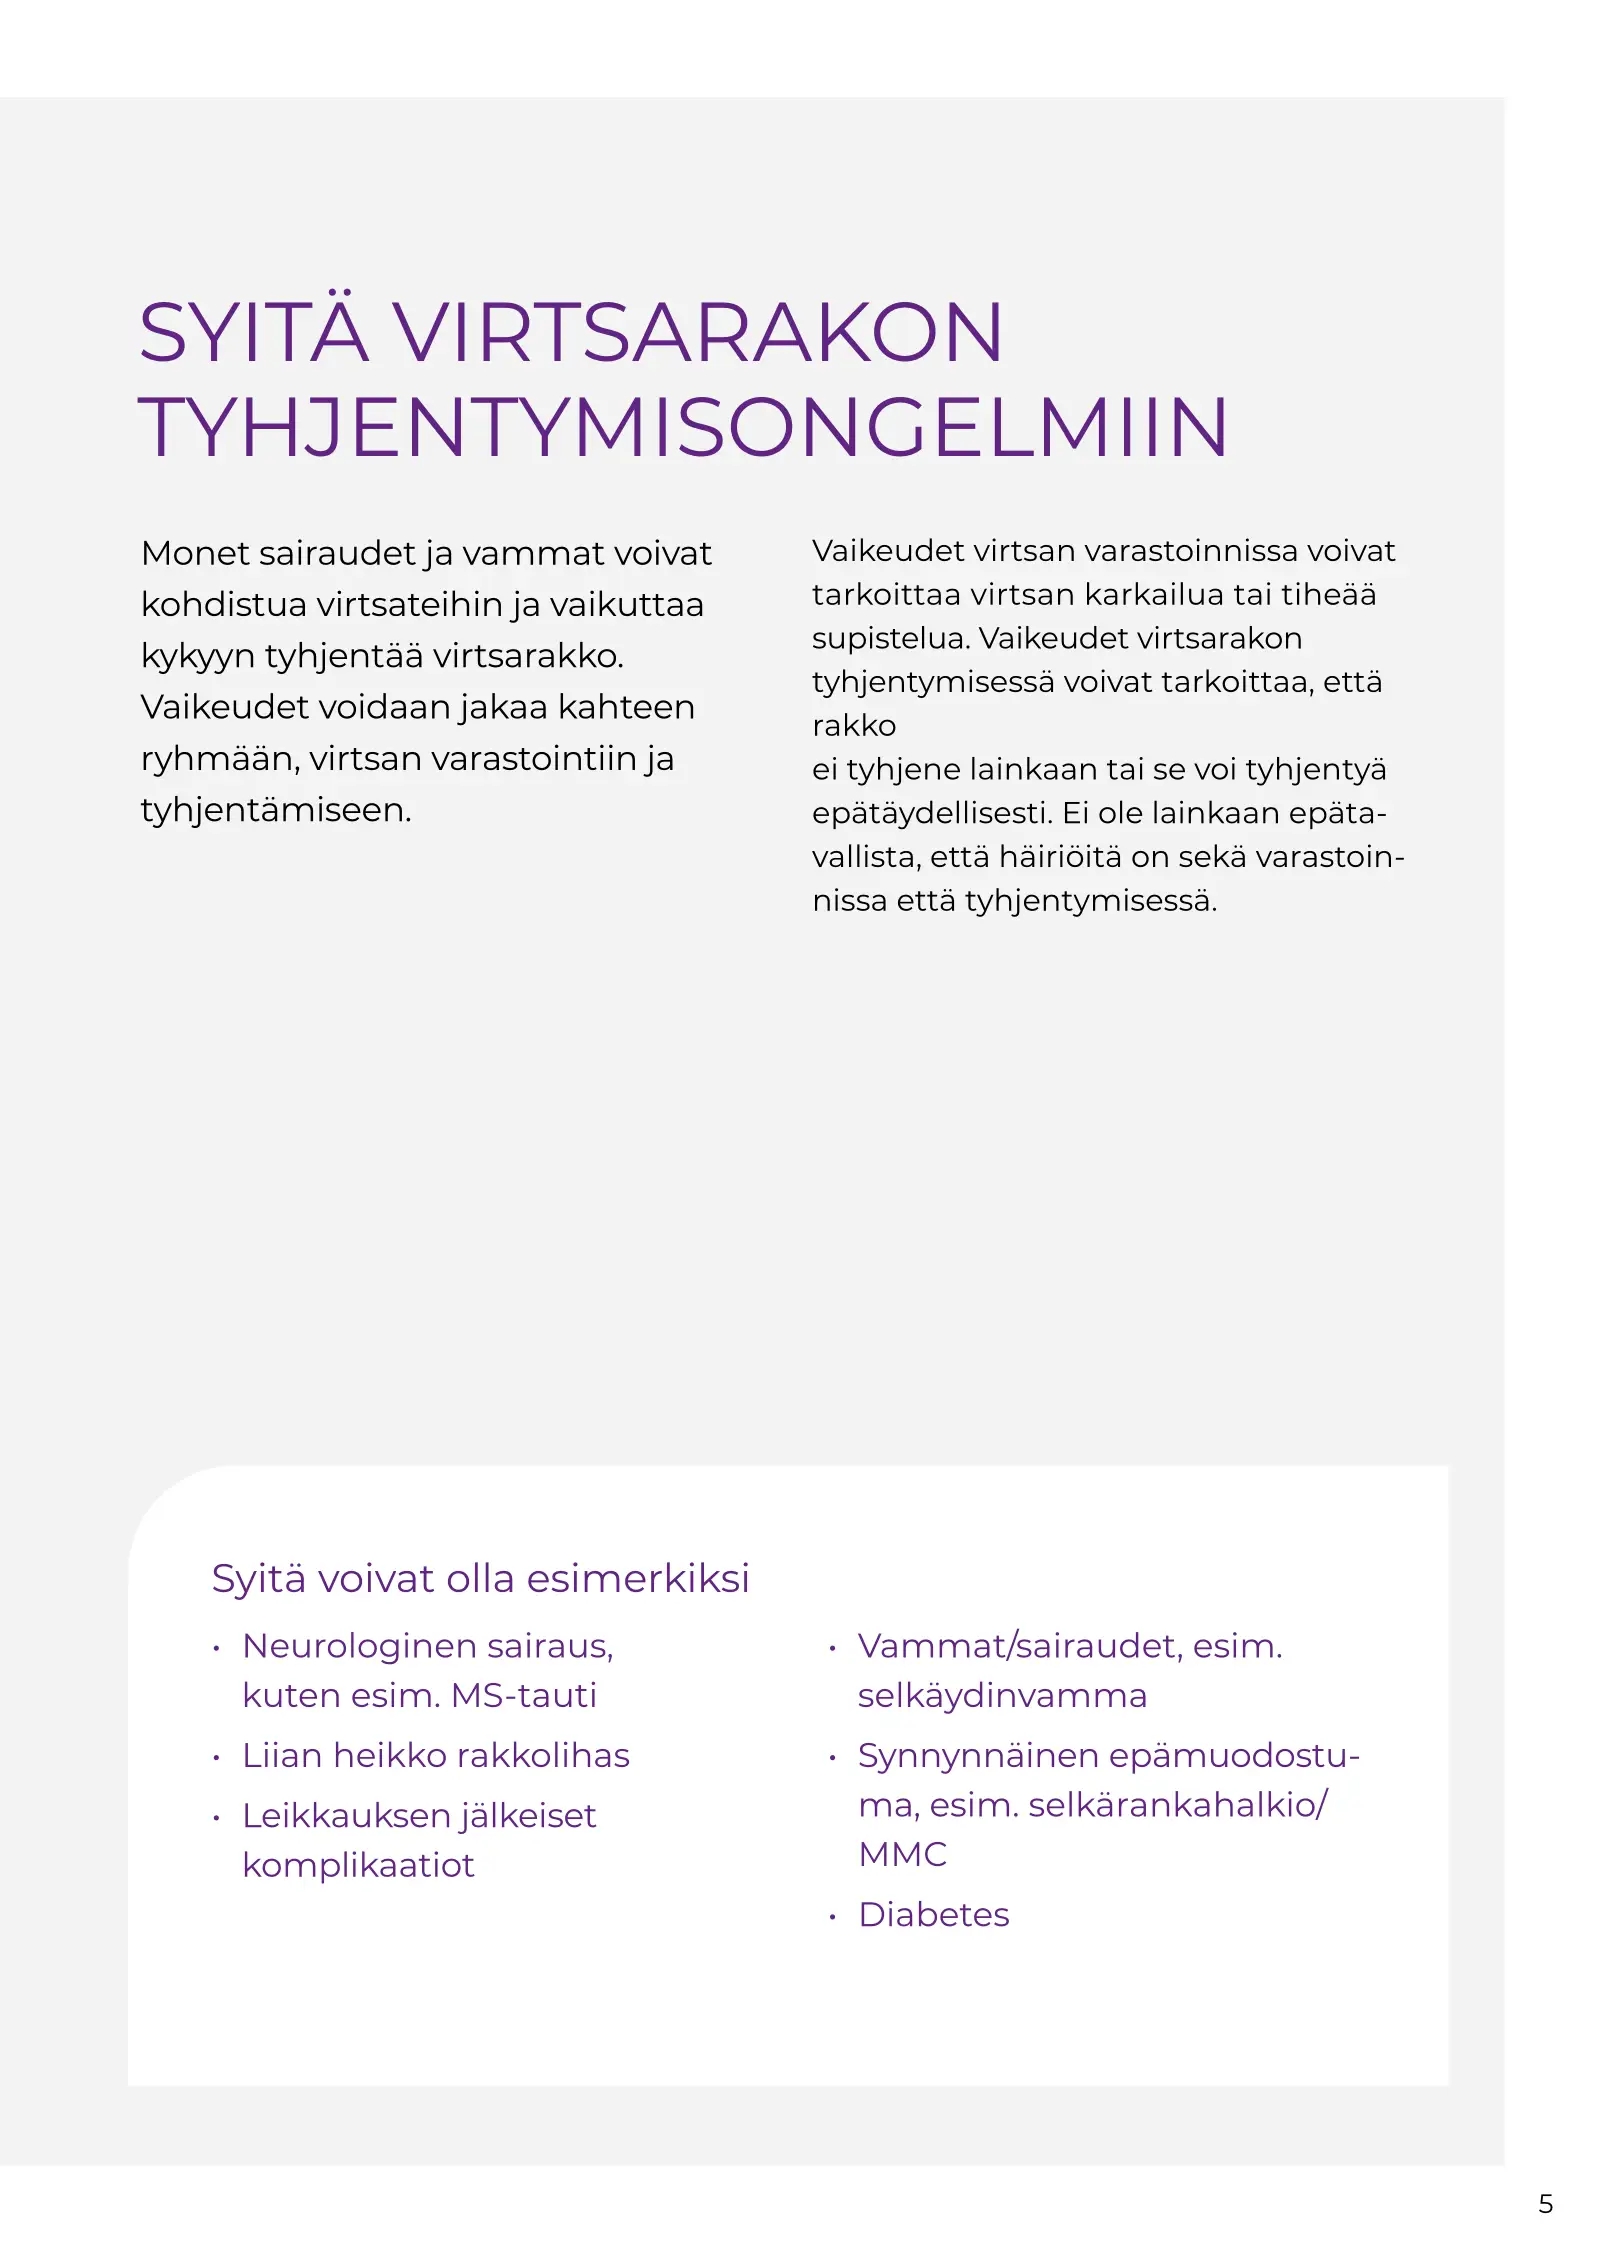 SYITÄ VIRTSARAKON
TYHJENTYMISONGELMIIN
Monet sairaudet ja vammat voivat
kohdistua virtsateihin ja vaikuttaa
kykyyn tyhjentää virtsarakko.
Vaikeudet voidaan jakaa kahteen
ryhmään, virtsan varastointiin ja
tyhjentämiseen.
Vaikeudet virtsan varastoinnissa voivat
tarkoittaa virtsan karkailua tai tiheää
supistelua. Vaikeudet virtsarakon
tyhjentymisessä voivat tarkoittaa, että
rakko
ei tyhjene lainkaan tai se voi tyhjentyä
epätäydellisesti. Ei ole lainkaan epäta-
vallista, että häiriöitä on sekä varastoin-
nissa että tyhjentymisessä.
Syitä voivat olla esimerkiksi
• Neurologinen sairaus,
kuten esim. MS-tauti
• Liian heikko rakkolihas
• Leikkauksen jälkeiset
komplikaatiot
• Vammat/sairaudet, esim.
selkäydinvamma
• Synnynnäinen epämuodostu-
ma, esim. selkärankahalkio/
MMC
• Diabetes
5